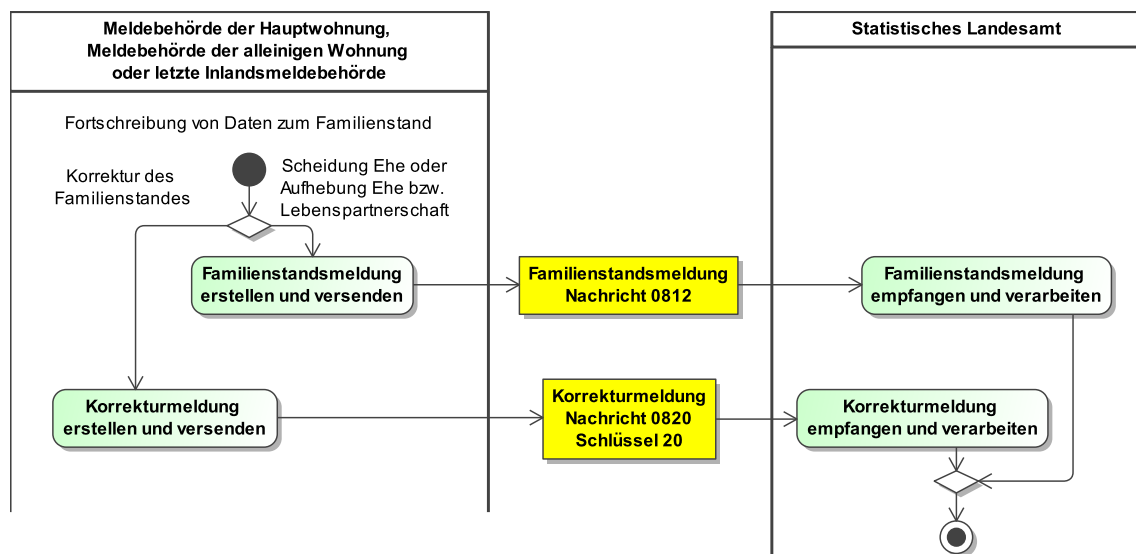 Meldebehörde der Hauptwohnung,
Meldebehörde der alleinigen Wohnung
oder letzte Inlandsmeldebehörde
Statistisches Landesamt
Fortschreibung von Daten zum Familienstand
Korrektur des
Familienstandes
Scheidung Ehe oder
Aufhebung Ehe bzw.
Lebenspartnerschaft
Familienstandsmeldung
erstellen und versenden
Familienstandsmeldung
Nachricht 0812
Familienstandsmeldung
empfangen und verarbeiten
Korrekturmeldung
erstellen und versenden
Korrekturmeldung
Nachricht 0820
Schlüssel 20
Korrekturmeldung
empfangen und verarbeiten